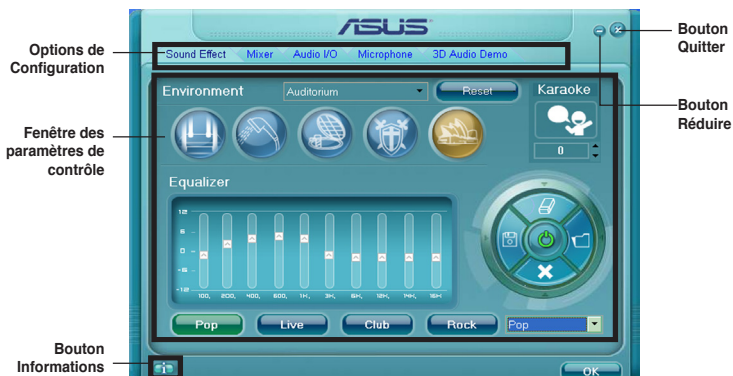 ASUS
Bouton
Quitter
Options de
Configuration
Sound Effect Mixer Audio I/O Microphone 3D Audio Demo
Environment Auditorium Reset Karaoke
Bouton
Réduire
Fenêtre des
paramètres de
contrôle
0
Equalizer
12
6
0
-6
-12
100, 200, 400, 600, 1K, 3K, 6K, 12K, 14K, 16K
Pop Live Club Rock Pop
Bouton
Informations
i
OK